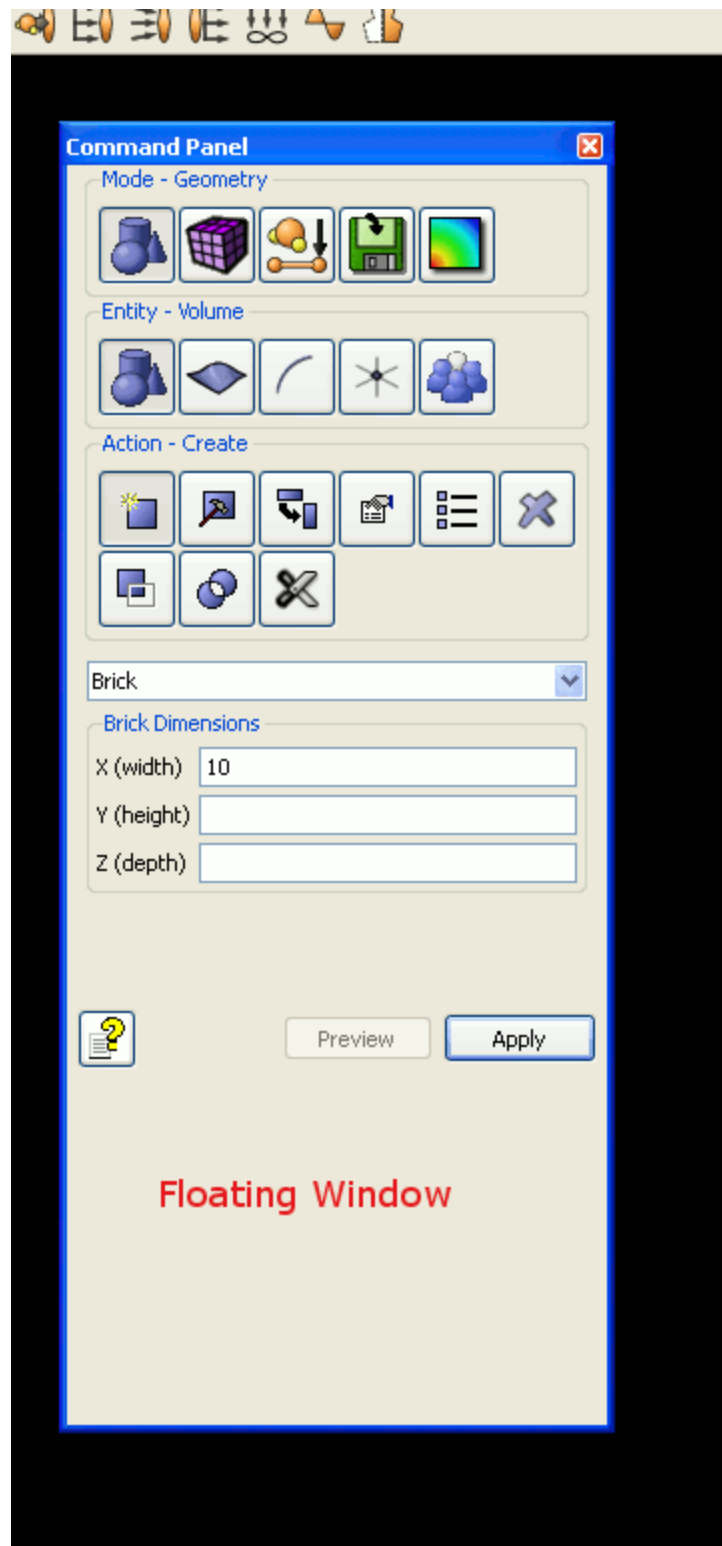 Command Panel
Mode - Geometry
Entity - Volume
Action - Create
Brick
Brick Dimensions
X (width) 10
Y (height)
Z (depth)
Preview Apply
Floating Window